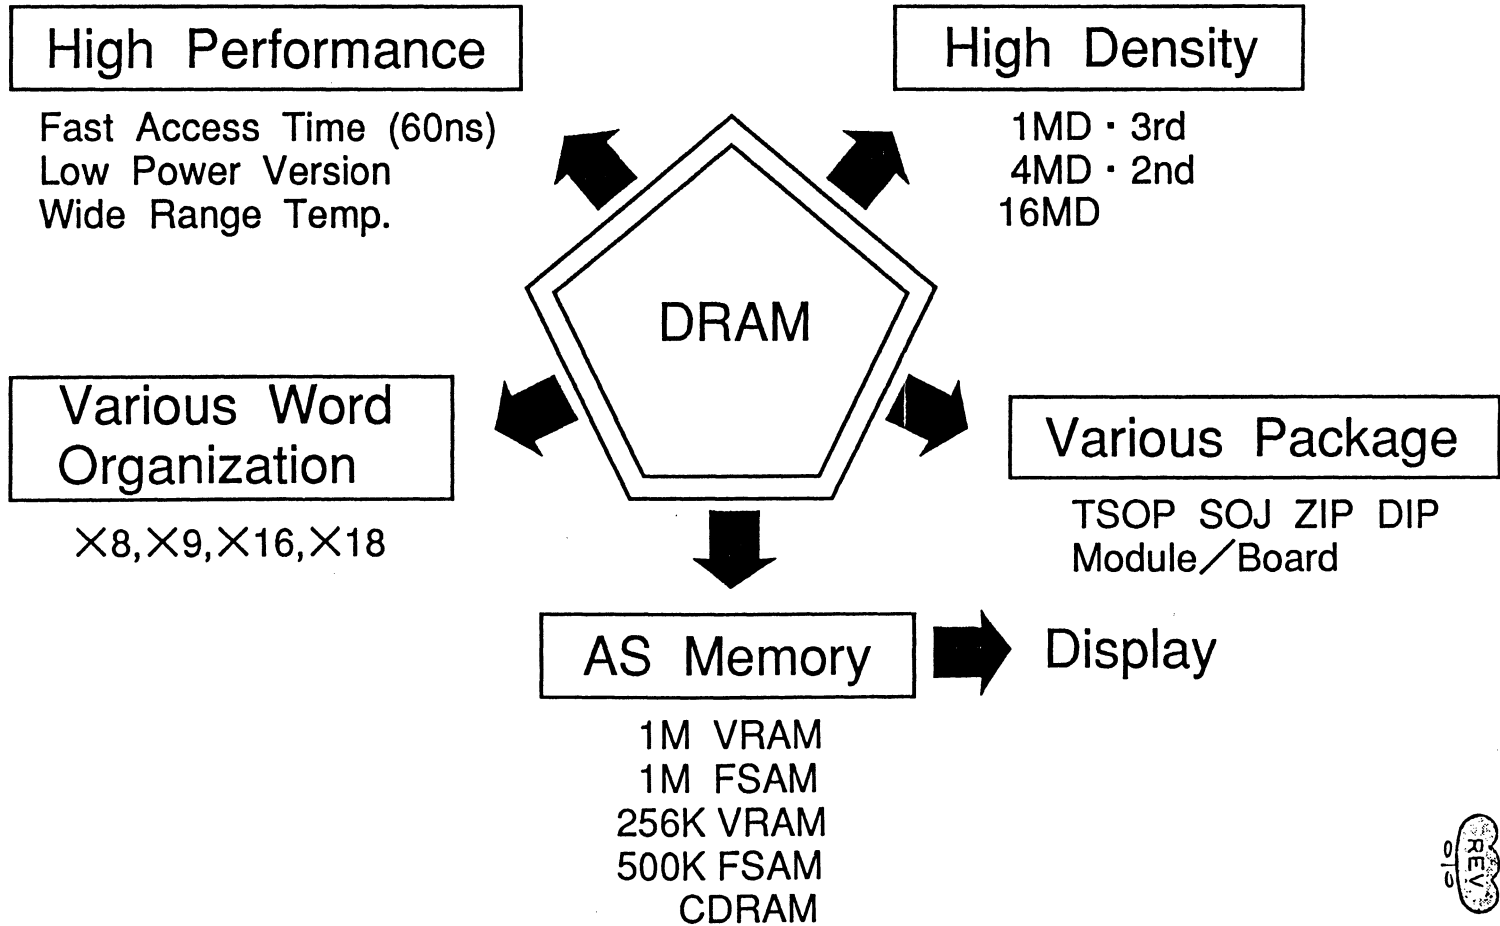 High Performance
Fast Access Time (60ns)
Low Power Version
Wide Range Temp.
High Density
1MD・3rd
4MD・2nd
16MD
DRAM
Various Word
Organization
×8,×9,×16,×18
Various Package
TSOP SOJ ZIP DIP
Module／Board
AS Memory
Display
1M VRAM
1M FSAM
256K VRAM
500K FSAM
CDRAM
REV